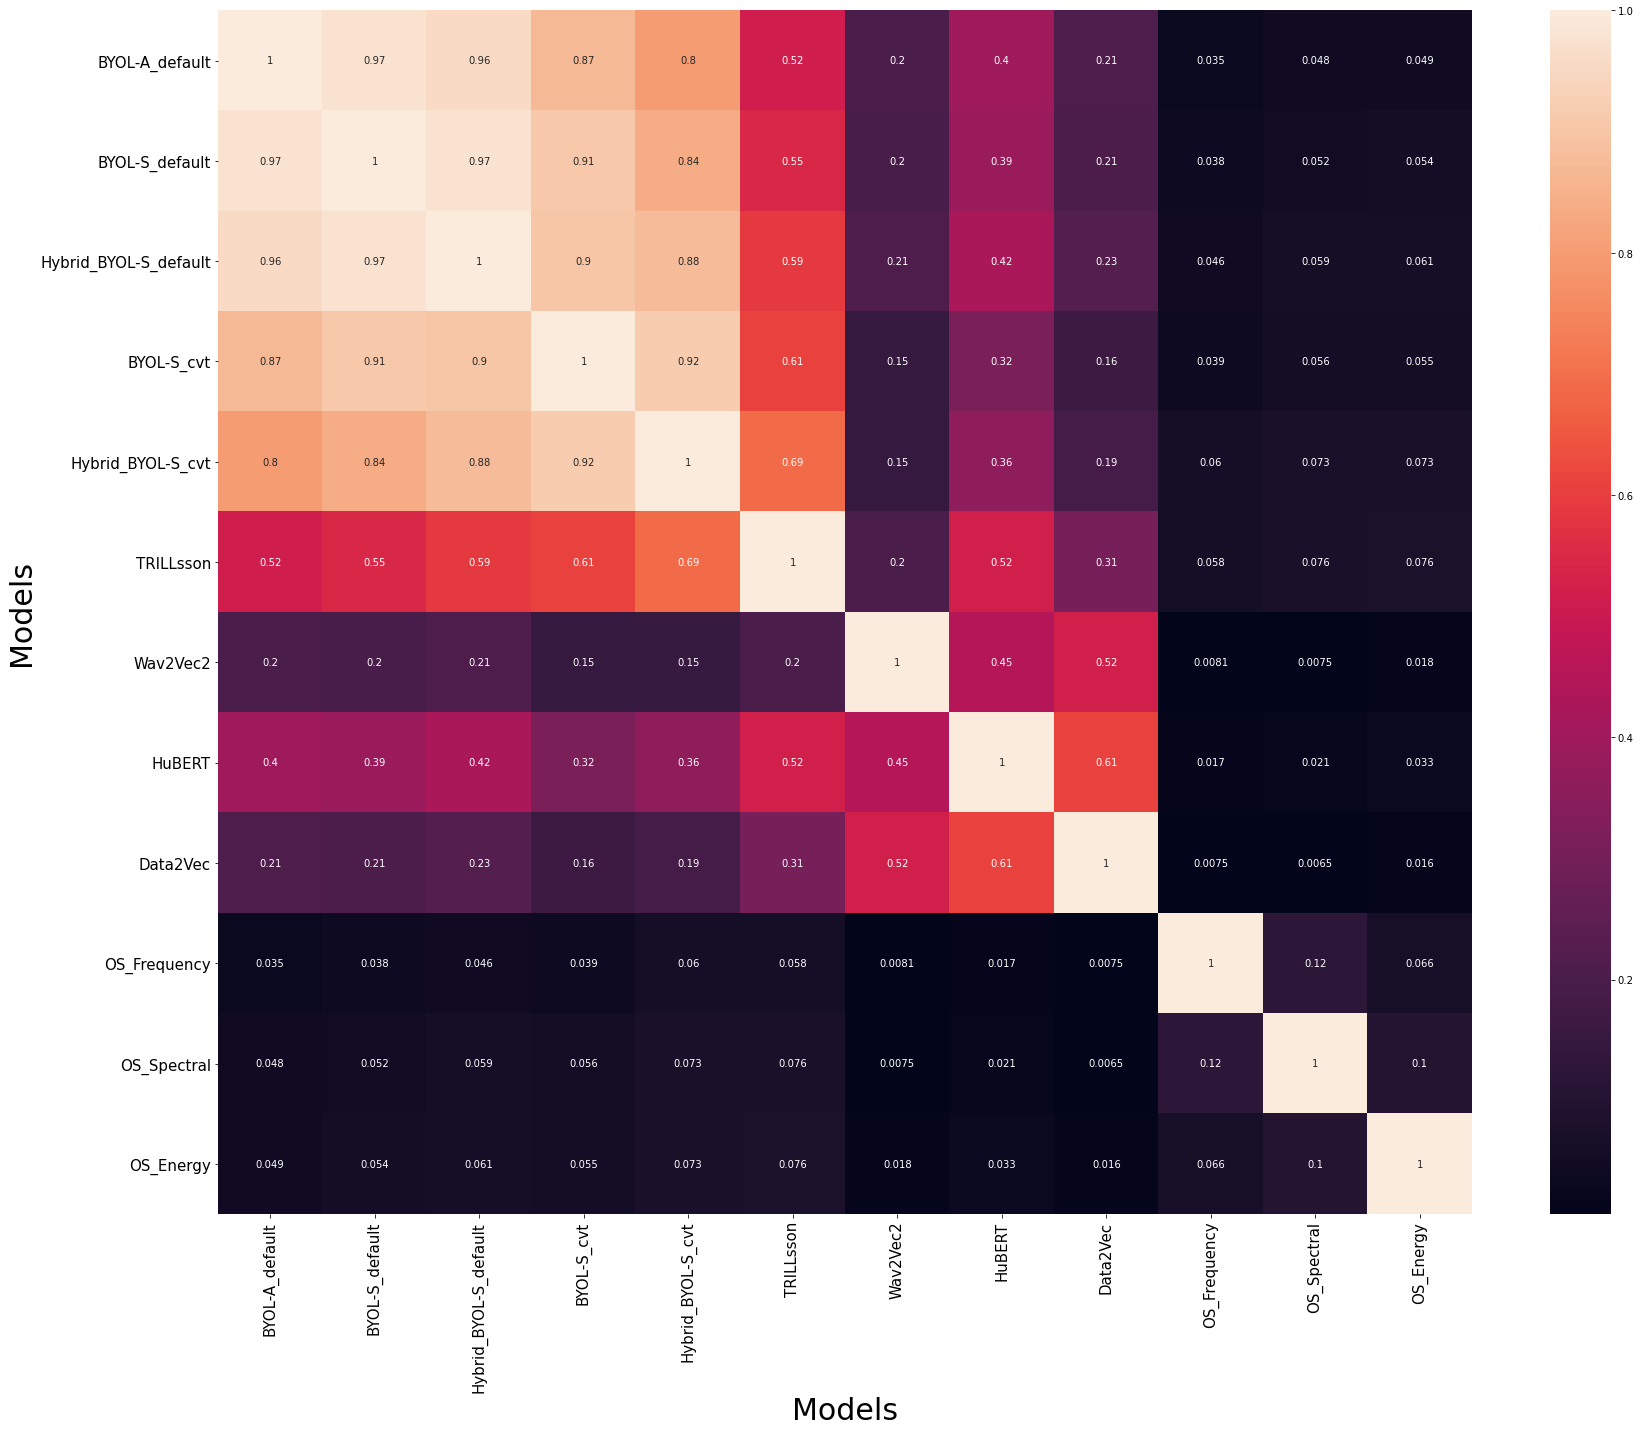 BYOL-A_default 1 0.97 0.96 0.87 0.8 0.52 0.2 0.4 0.21 0.035 0.048 0.049
BYOL-S_default 0.97 1 0.97 0.91 0.84 0.55 0.2 0.39 0.21 0.038 0.052 0.054
Hybrid_BYOL-S_default 0.96 0.97 1 0.9 0.88 0.59 0.21 0.42 0.23 0.046 0.059 0.061
BYOL-S_cvt 0.87 0.91 0.9 1 0.92 0.61 0.15 0.32 0.16 0.039 0.056 0.055
Hybrid_BYOL-S_cvt 0.8 0.84 0.88 0.92 1 0.69 0.15 0.36 0.19 0.06 0.073 0.073
TRILLsson 0.52 0.55 0.59 0.61 0.69 1 0.2 0.52 0.31 0.058 0.076 0.076
Wav2Vec2 0.2 0.2 0.21 0.15 0.15 0.2 1 0.45 0.52 0.0081 0.0075 0.018
HuBERT 0.4 0.39 0.42 0.32 0.36 0.52 0.45 1 0.61 0.017 0.021 0.033
Data2Vec 0.21 0.21 0.23 0.16 0.19 0.31 0.52 0.61 1 0.0075 0.0065 0.016
OS_Frequency 0.035 0.038 0.046 0.039 0.06 0.058 0.0081 0.017 0.0075 1 0.12 0.066
OS_Spectral 0.048 0.052 0.059 0.056 0.073 0.076 0.0075 0.021 0.0065 0.12 1 0.1
OS_Energy 0.049 0.054 0.061 0.055 0.073 0.076 0.018 0.033 0.016 0.066 0.1 1
Models
BYOL-A_default
BYOL-S_default
Hybrid_BYOL-S_default
BYOL-S_cvt
Hybrid_BYOL-S_cvt
TRILLsson
Wav2Vec2
HuBERT
Data2Vec
OS_Frequency
OS_Spectral
OS_Energy
Models
1.0
0.8
0.6
0.4
0.2